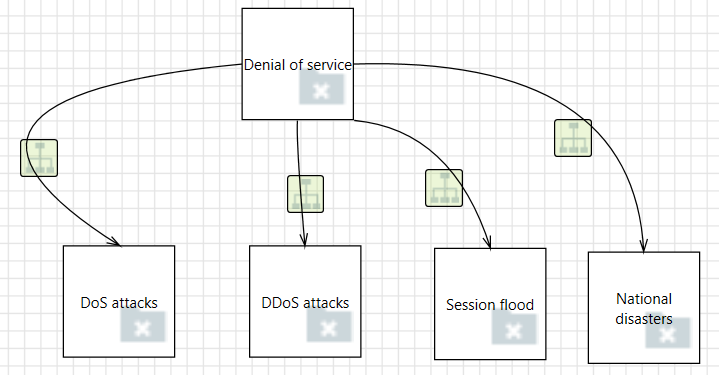 Denial of service
DoS attacks
DDoS attacks
Session flood
National
disasters